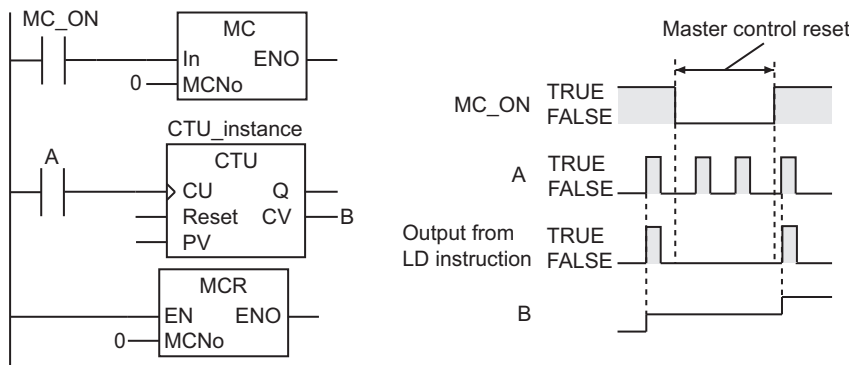 MC_ON
MC
In ENO
0 MCNo
CTU_instance
A
CTU
CU Q
Reset CV B
PV
MCR
EN ENO
0 MCNo
Master control reset
MC_ON TRUE
FALSE
A TRUE
FALSE
Output from
LD instruction
TRUE
FALSE
B